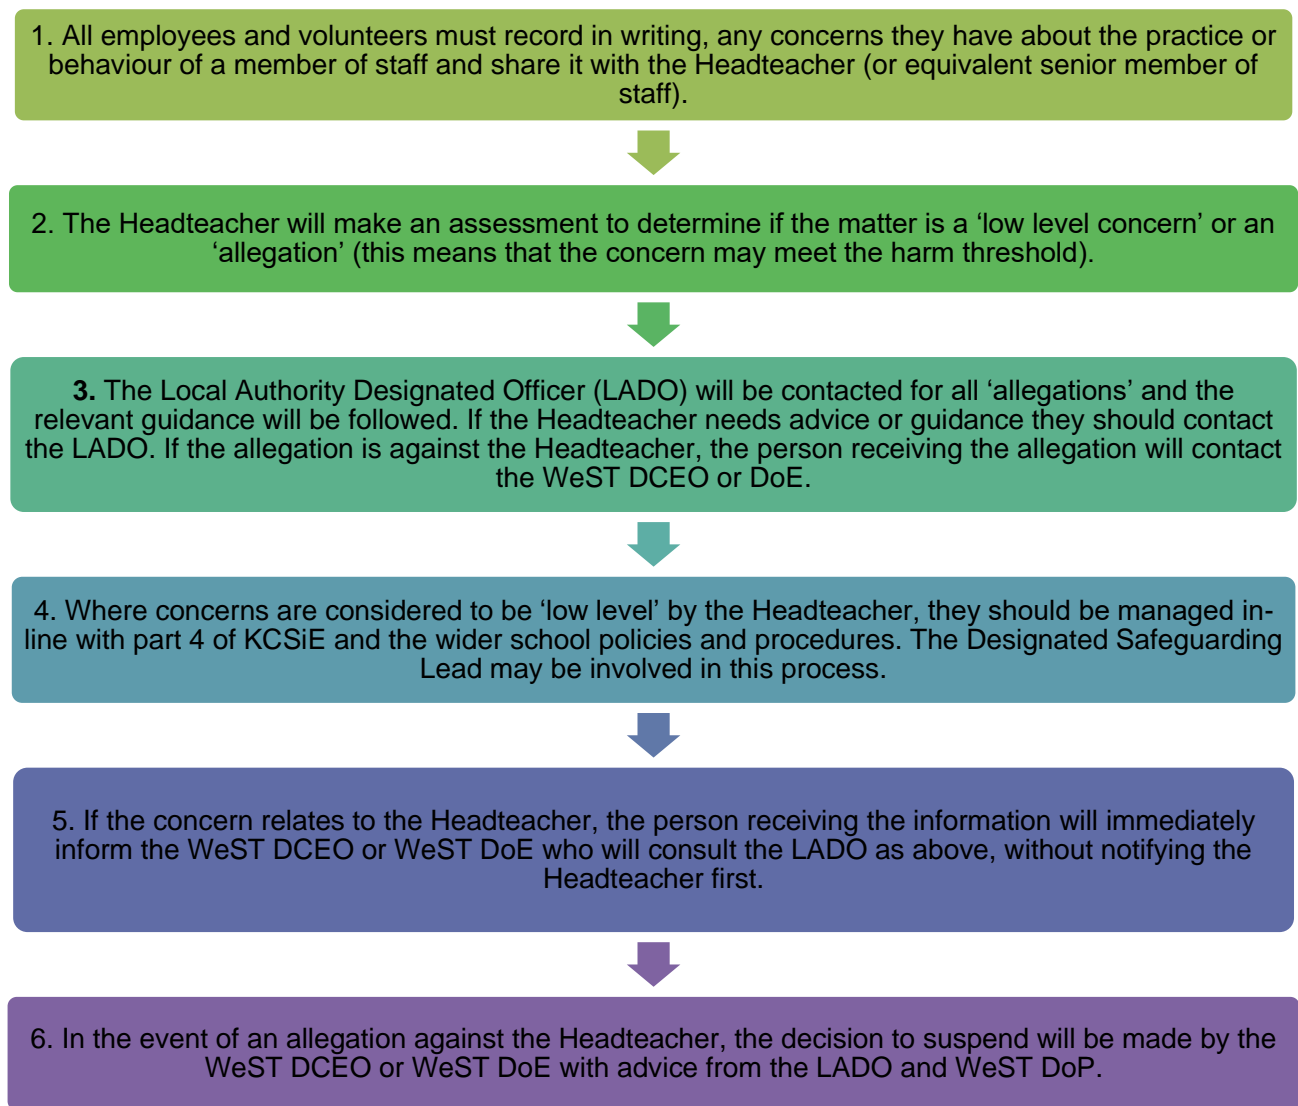 1. All employees and volunteers must record in writing, any concerns they have about the practice or
behaviour of a member of staff and share it with the Headteacher (or equivalent senior member of
staff).
2. The Headteacher will make an assessment to determine if the matter is a ‘low level concern’ or an
‘allegation’ (this means that the concern may meet the harm threshold).
3. The Local Authority Designated Officer (LADO) will be contacted for all ‘allegations’ and the
relevant guidance will be followed. If the Headteacher needs advice or guidance they should contact
the LADO. If the allegation is against the Headteacher, the person receiving the allegation will contact
the WeST DCEO or DoE.
4. Where concerns are considered to be ‘low level’ by the Headteacher, they should be managed in-
line with part 4 of KCSiE and the wider school policies and procedures. The Designated Safeguarding
Lead may be involved in this process.
5. If the concern relates to the Headteacher, the person receiving the information will immediately
inform the WeST DCEO or WeST DoE who will consult the LADO as above, without notifying the
Headteacher first.
6. In the event of an allegation against the Headteacher, the decision to suspend will be made by the
WeST DCEO or WeST DoE with advice from the LADO and WeST DoP.